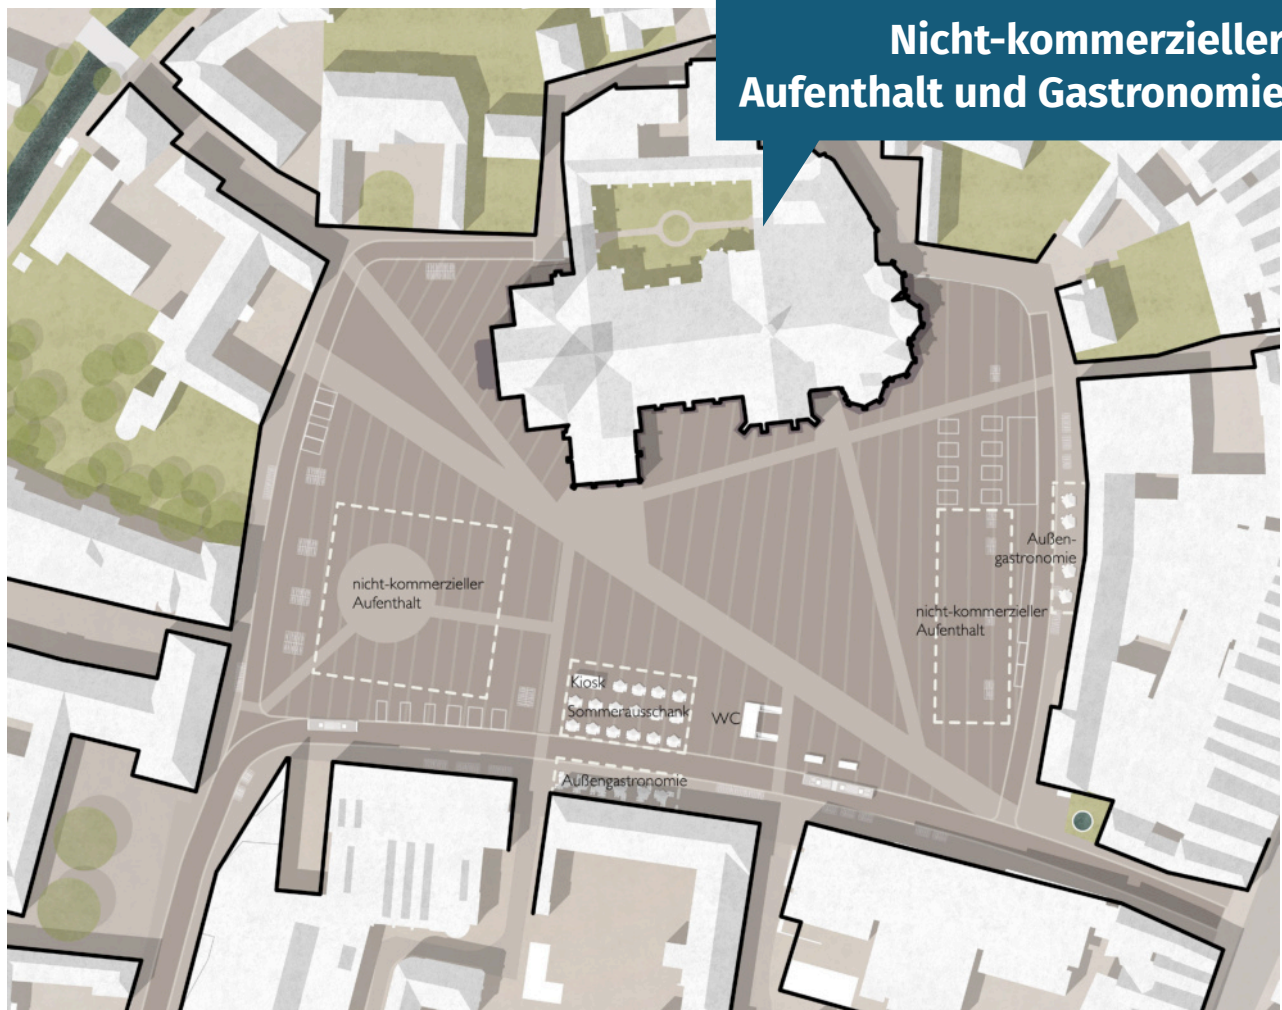 Nicht-kommerzieller
Aufenthalt und Gastronomie
Außen-
gastronomie
nicht-kommerzieller
Aufenthalt
nicht-kommerzieller
Aufenthalt
Kiosk
Sommerausschank
WC
Außengastronomie